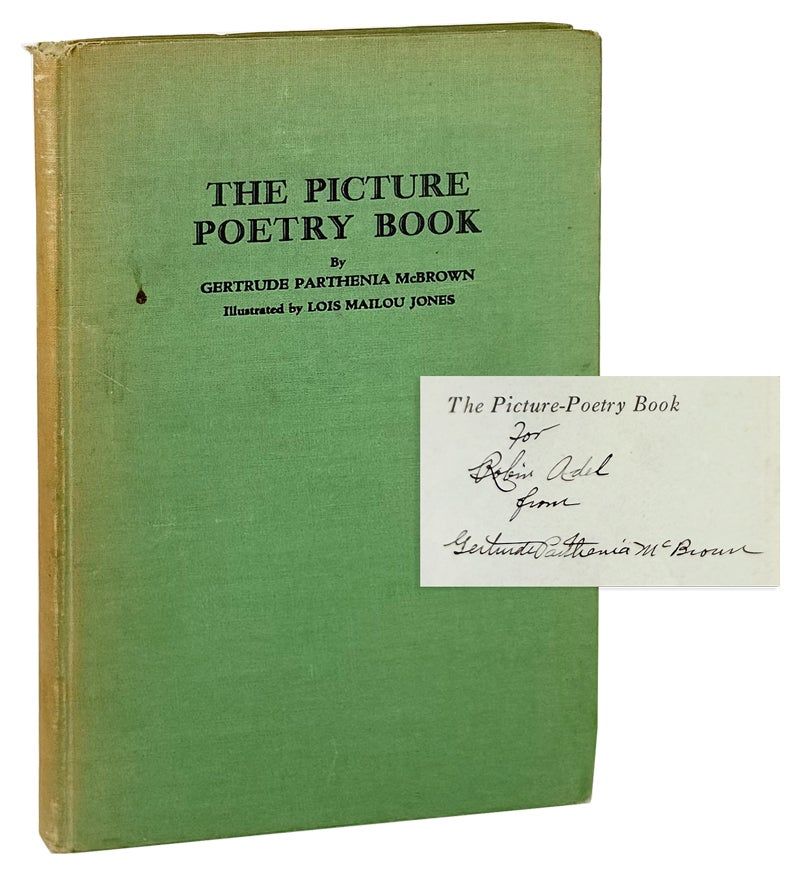 THE PICTURE
POETRY BOOK
By
GERTRUDE PARTHENIA McBROWN
Illustrated by LOIS MAILOU JONES
The Picture-Poetry Book
For
Robin Adel
from
Gertrude Parthenia McBrown